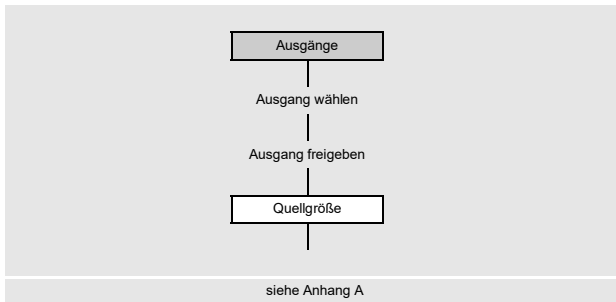 Ausgänge
Ausgang wählen
Ausgang freigeben
Quellgröße
siehe Anhang A